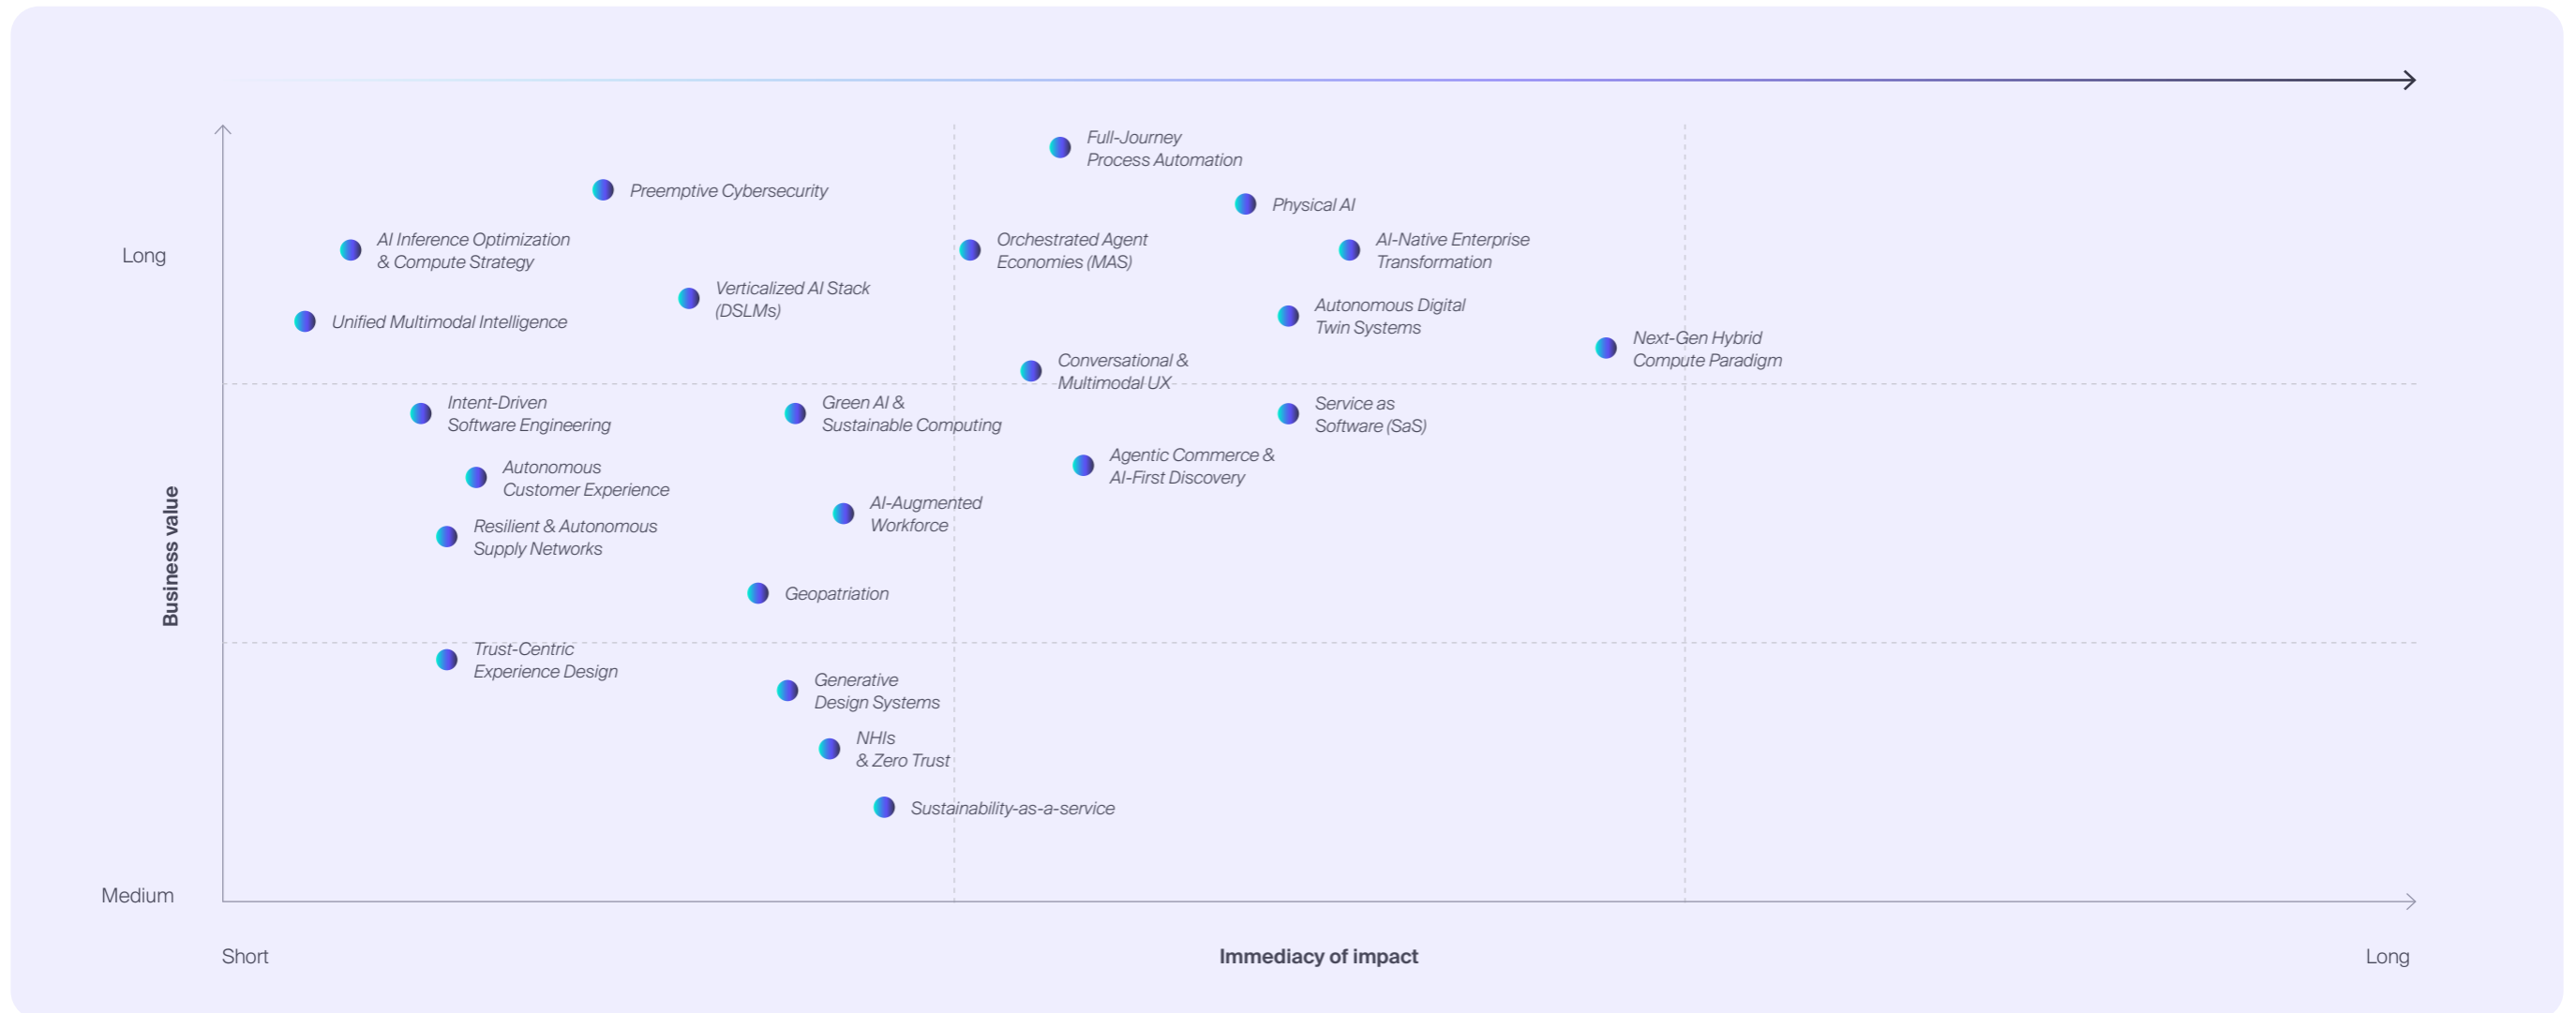 Full-Journey
Process Automation
Preemptive Cybersecurity
Physical AI
Long
AI Inference Optimization
& Compute Strategy
Orchestrated Agent
Economies (MAS)
AI-Native Enterprise
Transformation
Verticalized AI Stack
(DSLMs)
Autonomous Digital
Twin Systems
Unified Multimodal Intelligence
Next-Gen Hybrid
Compute Paradigm
Conversational &
Multimodal UX
Intent-Driven
Software Engineering
Green AI &
Sustainable Computing
Service as
Software (SaS)
Agentic Commerce &
AI-First Discovery
Autonomous
Customer Experience
AI-Augmented
Workforce
Business value
Resilient & Autonomous
Supply Networks
Geopatriation
Trust-Centric
Experience Design
Generative
Design Systems
NHIs
& Zero Trust
Sustainability-as-a-service
Medium
Short
Immediacy of impact
Long